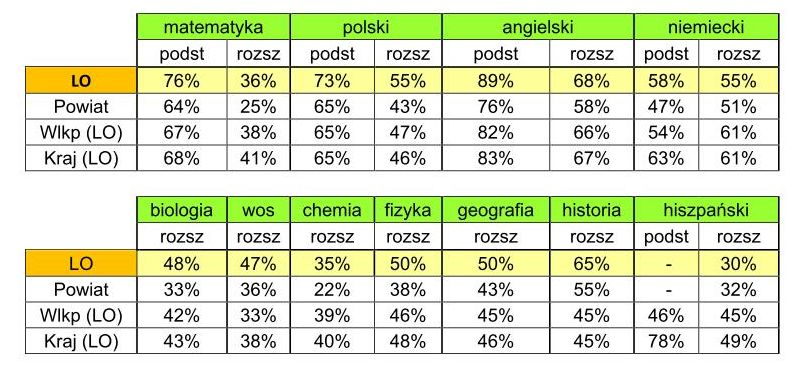 matematyka polski angielski niemiecki
podst rozsz podst rozsz podst rozsz podst rozsz
LO 76% 36% 73% 55% 89% 68% 58% 55%
Powiat 64% 25% 65% 43% 76% 58% 47% 51%
Wlkp (LO) 67% 38% 65% 47% 82% 66% 54% 61%
Kraj (LO) 68% 41% 65% 46% 83% 67% 63% 61%
biologia wos chemia fizyka geografia historia hiszpański
rozsz rozsz rozsz rozsz rozsz rozsz podst rozsz
LO 48% 47% 35% 50% 50% 65% - 30%
Powiat 33% 36% 22% 38% 43% 55% - 32%
Wlkp (LO) 42% 33% 39% 46% 45% 45% 46% 45%
Kraj (LO) 43% 38% 40% 48% 46% 45% 78% 49%